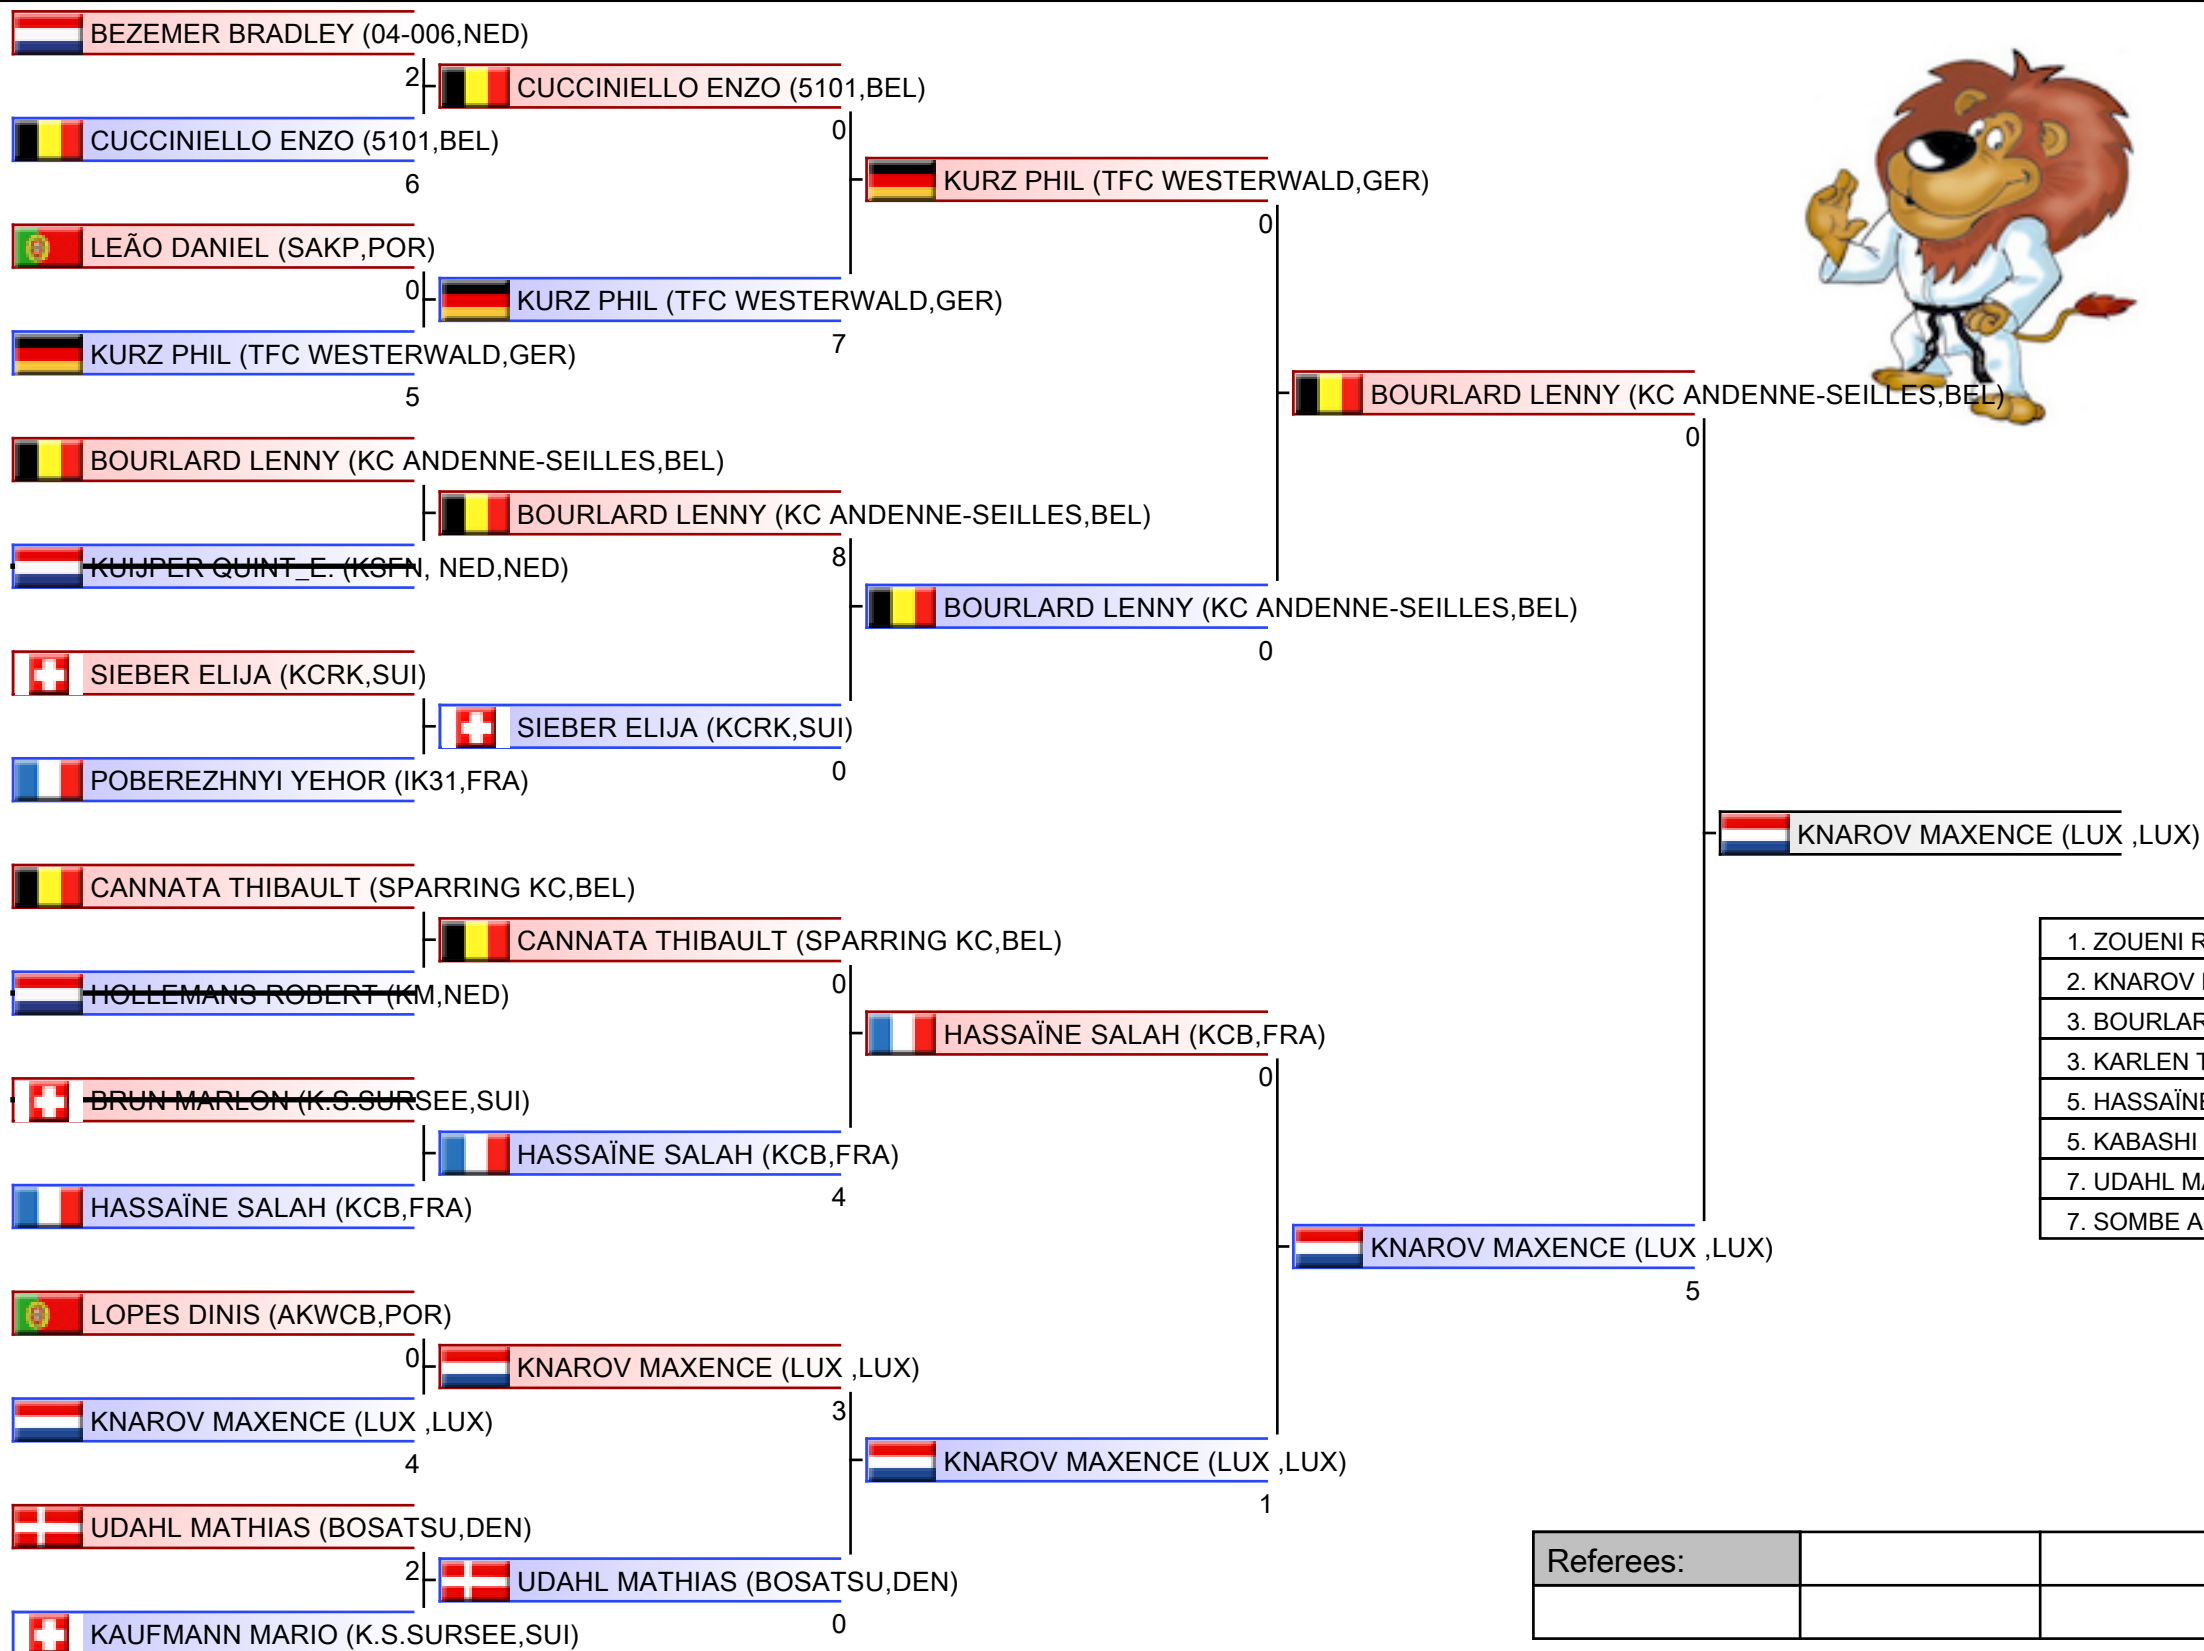 BEZEMER BRADLEY (04-006,NED)
2
CUCCINIELLO ENZO (5101,BEL)
6
LEÃO DANIEL (SAKP,POR)
0
KURZ PHIL (TFC WESTERWALD,GER)
5
BOURLARD LENNY (KC ANDENNE-SEILLES,BEL)
KUIJPER QUINT_E. (KSFN, NED,NED)
SIEBER ELIJA (KCRK,SUI)
POBEREZHNYI YEHOR (IK31,FRA)
CANNATA THIBAULT (SPARRING KC,BEL)
HOLLEMANS ROBERT (KM,NED)
BRUN MARLON (K.S.SURSEE,SUI)
HASSAÏNE SALAH (KCB,FRA)
LOPES DINIS (AKWCB,POR)
0
KNAROV MAXENCE (LUX ,LUX)
4
UDAHL MATHIAS (BOSATSU,DEN)
2
KAUFMANN MARIO (K.S.SURSEE,SUI)
CUCCINIELLO ENZO (5101,BEL)
0
KURZ PHIL (TFC WESTERWALD,GER)
7
BOURLARD LENNY (KC ANDENNE-SEILLES,BEL)
8
SIEBER ELIJA (KCRK,SUI)
0
CANNATA THIBAULT (SPARRING KC,BEL)
0
HASSAÏNE SALAH (KCB,FRA)
4
KNAROV MAXENCE (LUX ,LUX)
3
UDAHL MATHIAS (BOSATSU,DEN)
0
KURZ PHIL (TFC WESTERWALD,GER)
0
BOURLARD LENNY (KC ANDENNE-SEILLES,BEL)
0
HASSAÏNE SALAH (KCB,FRA)
0
KNAROV MAXENCE (LUX ,LUX)
1
BOURLARD LENNY (KC ANDENNE-SEILLES,BEL)
0
KNAROV MAXENCE (LUX ,LUX)
5
KNAROV MAXENCE (LUX ,LUX)
1. ZOUENI R
2. KNAROV
3. BOURLAR
3. KARLEN T
5. HASSAÏNE
5. KABASHI
7. UDAHL MA
7. SOMBE A
Referees: